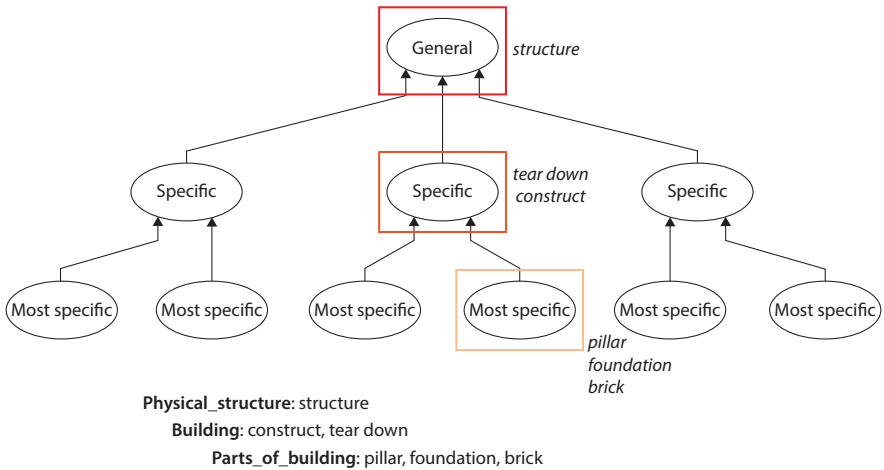 General
structure
Specific
Specific
tear down
construct
Specific
Most specific
Most specific
Most specific
Most specific
Most specific
Most specific
pillar
foundation
brick
Physical_structure: structure
Building: construct, tear down
Parts_of_building: pillar, foundation, brick